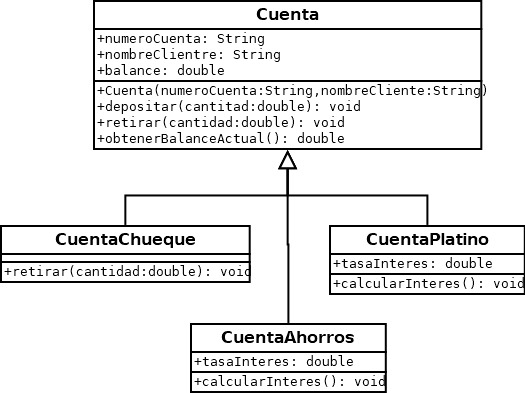 Cuenta
+numeroCuenta: String
+nombreClientre: String
+balance: double
+Cuenta(numeroCuenta:String,nombreCliente:String)
+depositar(cantitad:double): void
+retirar(cantidad:double): void
+obtenerBalanceActual(): double
CuentaChueque
+retirar(cantidad:double): void
CuentaPlatino
+tasaInteres: double
+calcularInteres(): void
CuentaAhorros
+tasaInteres: double
+calcularInteres(): void